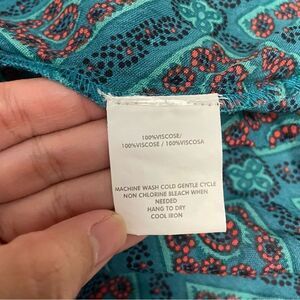 100%VISCOSE/
100%VISCOSE / 100%VISCOSA
MACHINE WASH COLD GENTLE CYCLE
NON CHLORINE BLEACH WHEN
NEEDED
HANG TO DRY
COOL IRON